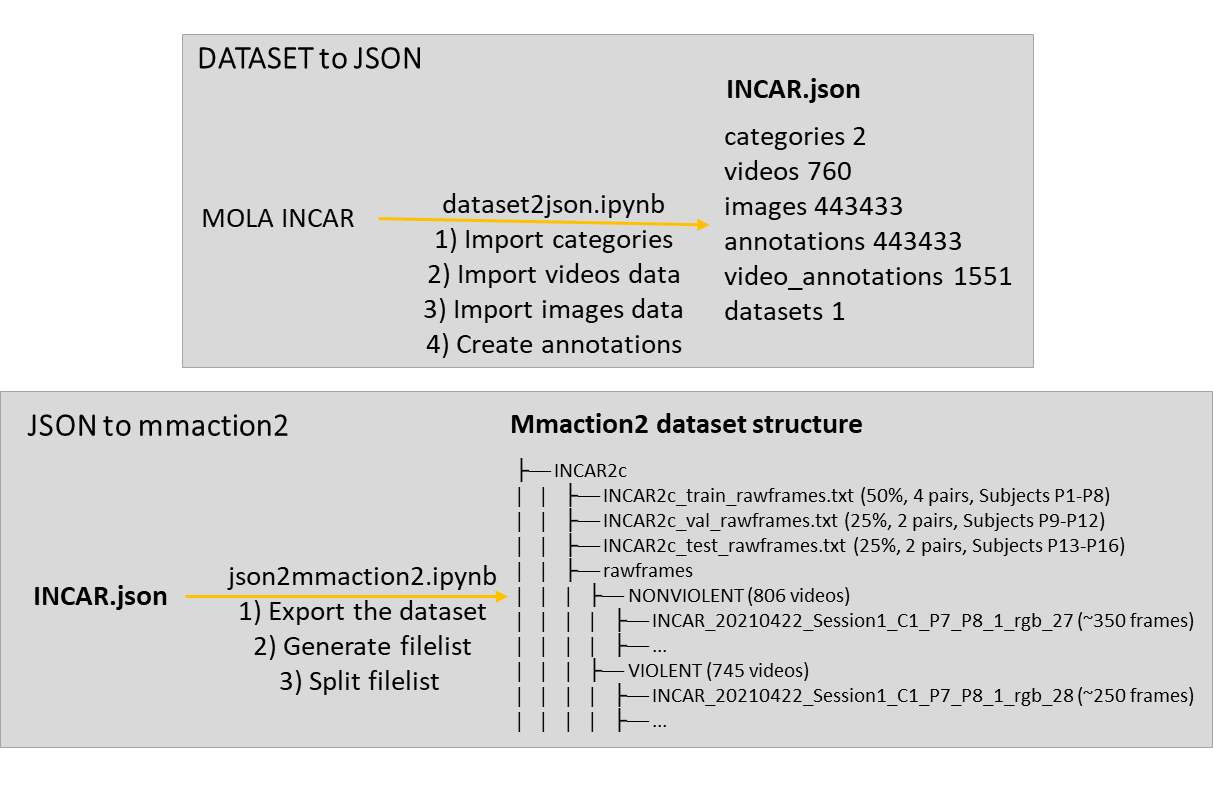 DATASET to JSON
MOLA INCAR
dataset2json.ipynb
1) Import categories
2) Import videos data
3) Import images data
4) Create annotations
INCAR.json
categories 2
videos 760
images 443433
annotations 443433
video_annotations 1551
datasets 1
JSON to mmaction2
INCAR.json
json2mmaction2.ipynb
1) Export the dataset
2) Generate filelist
3) Split filelist
Mmaction2 dataset structure
├── INCAR2c
| | ├── INCAR2c_train_rawframes.txt (50%, 4 pairs, Subjects P1-P8)
| | ├── INCAR2c_val_rawframes.txt (25%, 2 pairs, Subjects P9-P12)
| | ├── INCAR2c_test_rawframes.txt (25%, 2 pairs, Subjects P13-P16)
| | ├── rawframes
| | | ├── NONVIOLENT (806 videos)
| | | | ├── INCAR_20210422_Session1_C1_P7_P8_1_rgb_27 (~350 frames)
| | | | ├── ...
| | | ├── VIOLENT (745 videos)
| | | | ├── INCAR_20210422_Session1_C1_P7_P8_1_rgb_28 (~250 frames)
| | | | ├── ...